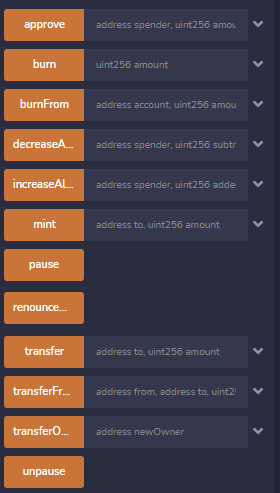 approve address spender, uint256 amou
burn uint256 amount
burnFrom address account, uint256 amou
decreaseA... address spender, uint256 subtr
increaseAl... address spender, uint256 adde
mint address to, uint256 amount
pause
renounce...
transfer address to, uint256 amount
transferFr... address from, address to, uint25
transferO... address newOwner
unpause